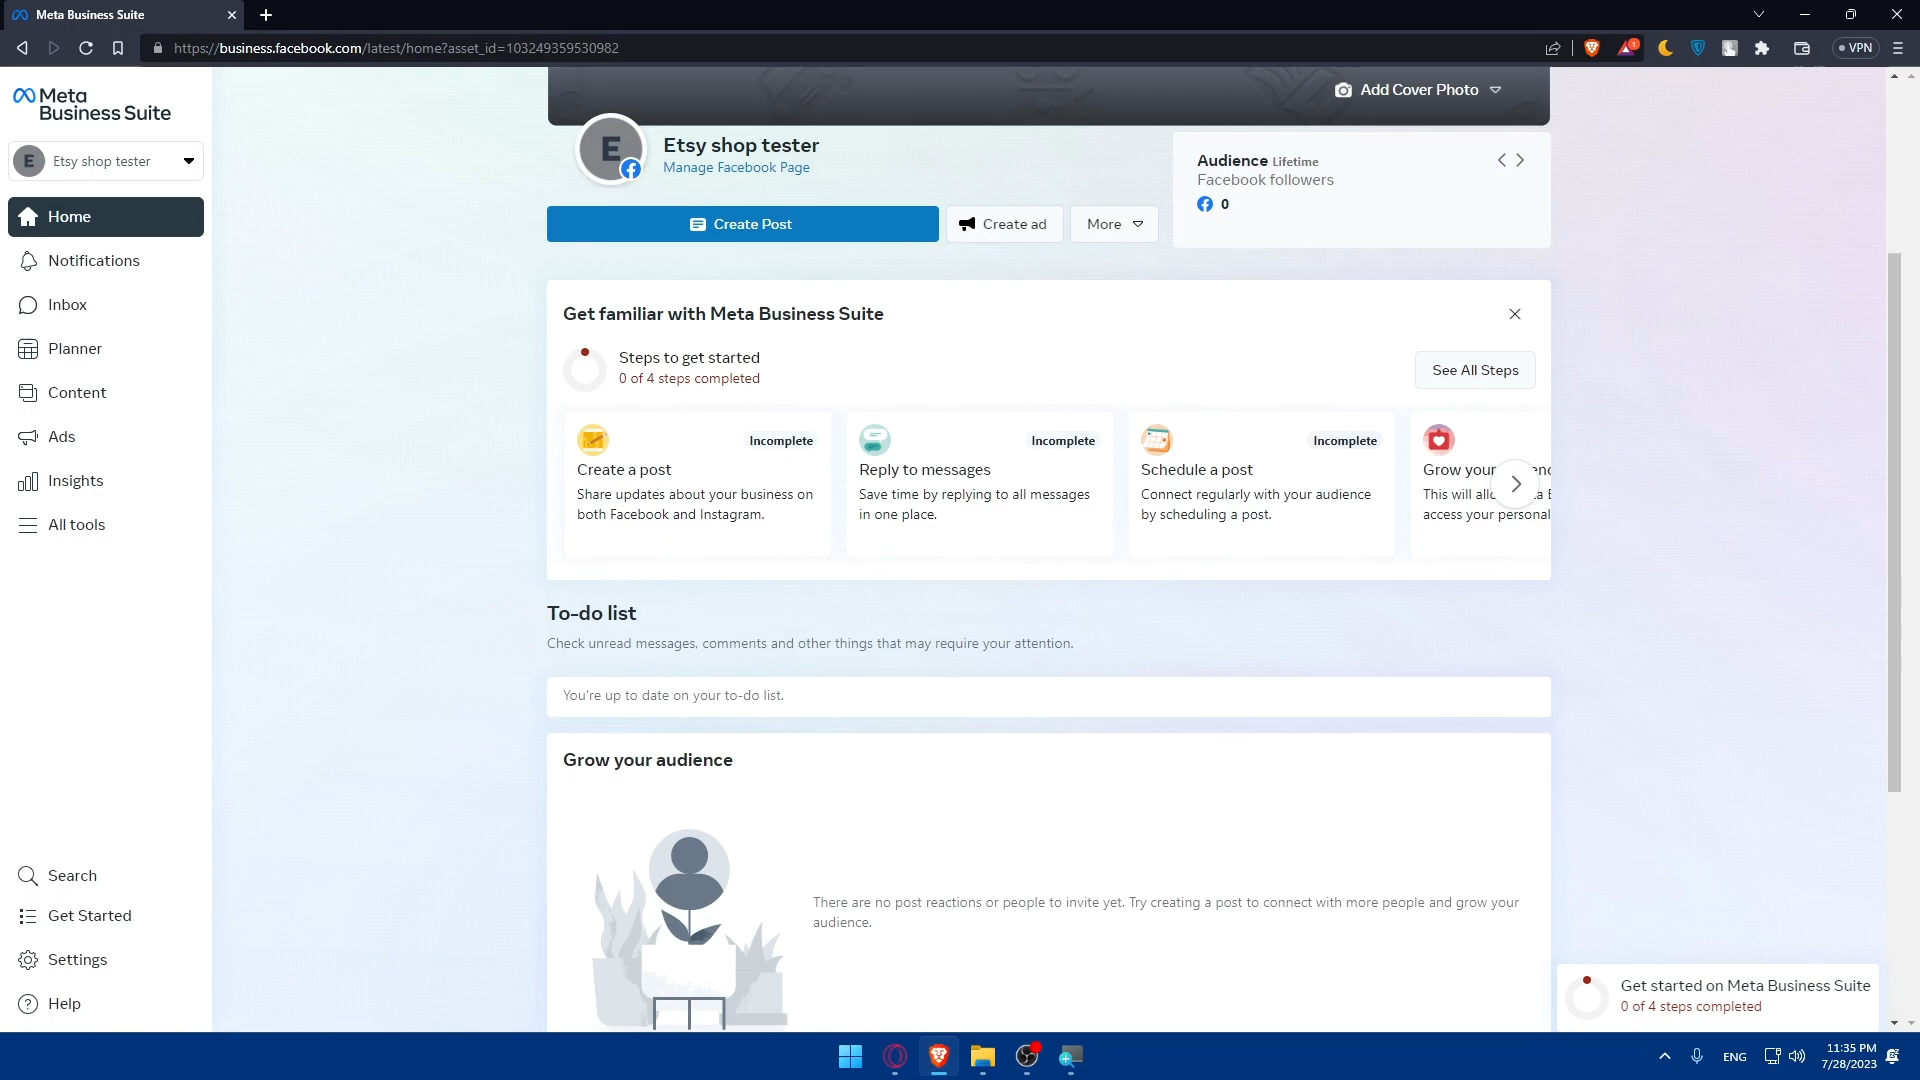 Meta Business Suite
https://business.facebook.com/latest/home?asset_id=103249359530982
1
VPN
Meta
Business Suite
E
Etsy shop tester
Home
Notifications
Inbox
Planner
Content
Ads
Insights
All tools
Search
Get Started
Settings
Help
Add Cover Photo
E
Etsy shop tester
Manage Facebook Page
Create Post
Create ad
More
Audience Lifetime
Facebook followers
0
Get familiar with Meta Business Suite
Steps to get started
0 of 4 steps completed
See All Steps
Incomplete
Create a post
Share updates about your business on
both Facebook and Instagram.
Incomplete
Reply to messages
Save time by replying to all messages
in one place.
Incomplete
Schedule a post
Connect regularly with your audience
by scheduling a post.
Grow your
This will
access your personal
To-do list
Check unread messages, comments and other things that may require your attention.
You're up to date on your to-do list.
Grow your audience
There are no post reactions or people to invite yet. Try creating a post to connect with more people and grow your
audience.
Get started on Meta Business Suite
0 of 4 steps completed
ENG
11:35 PM
7/28/2023